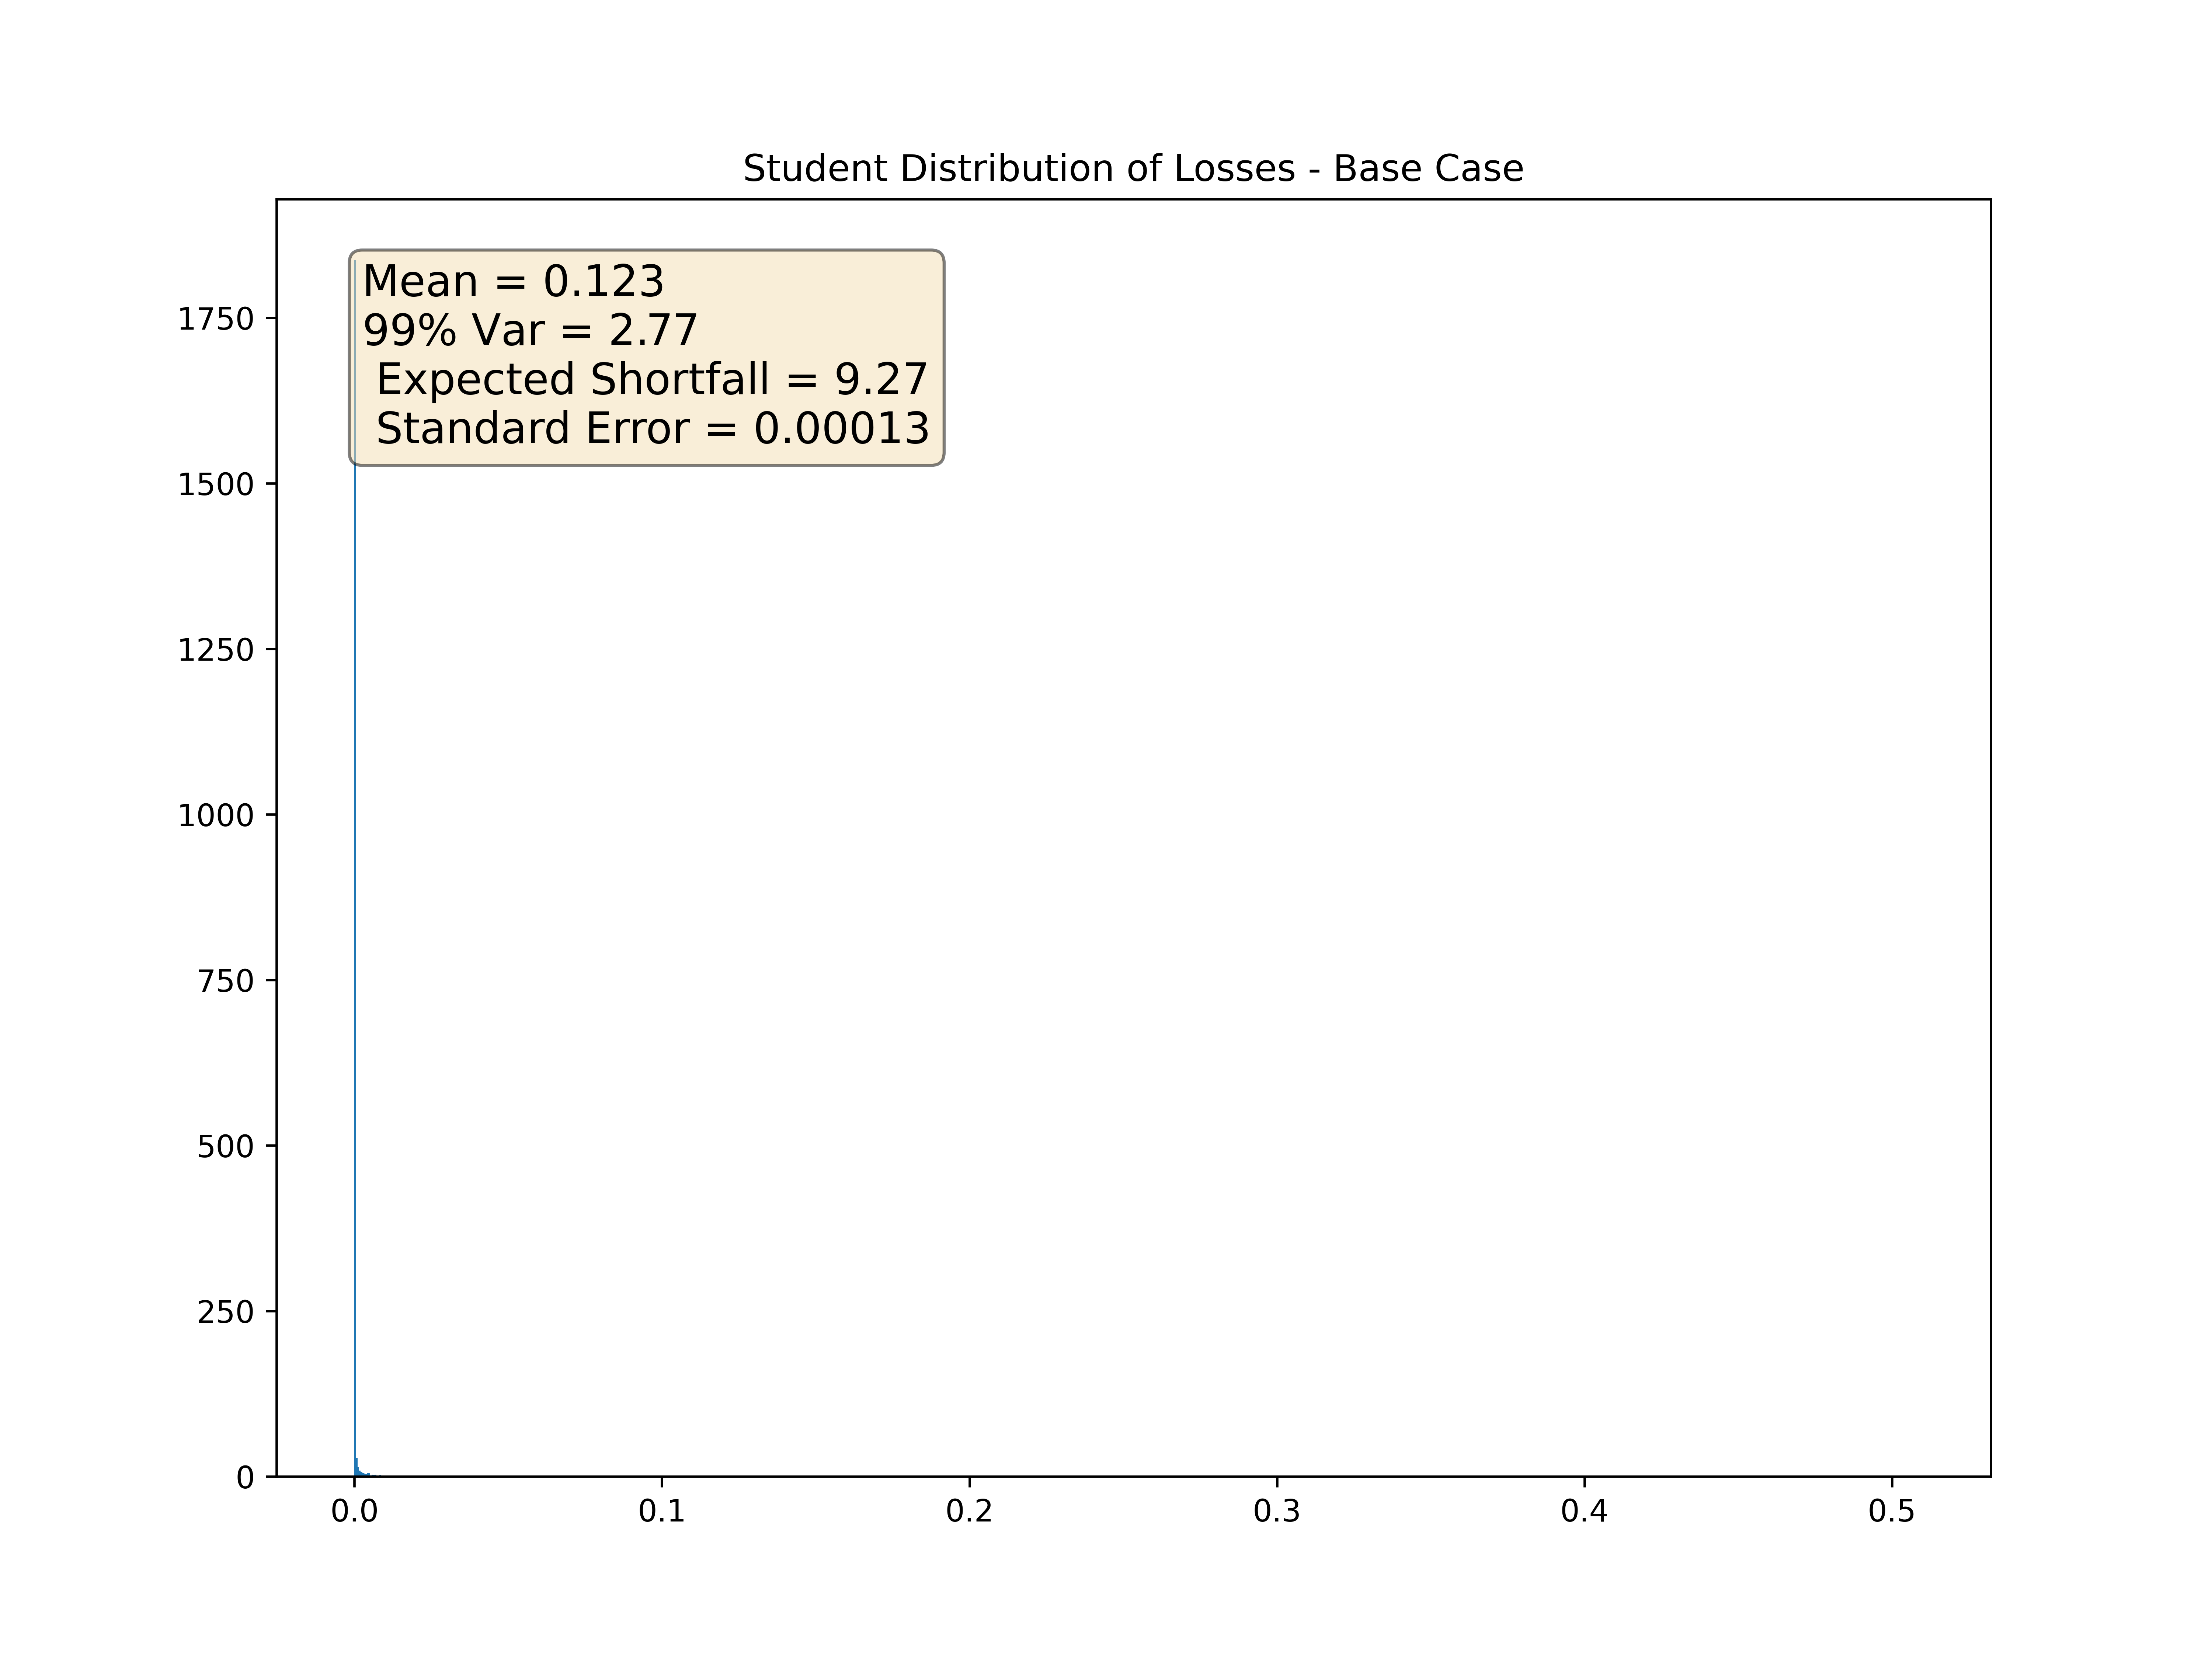 Student Distribution of Losses - Base Case
Mean = 0.123
99% Var = 2.77
Expected Shortfall = 9.27
Standard Error = 0.00013
1750
1500
1250
1000
750
500
250
0
0.0 0.1 0.2 0.3 0.4 0.5